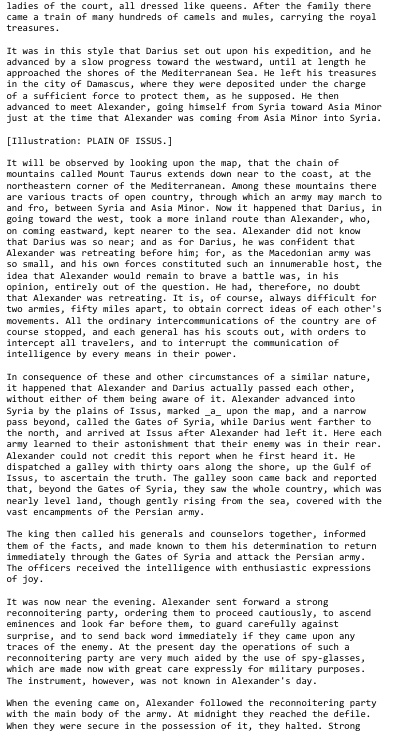 ladies of the court, all dressed like queens. After the family there
came a train of many hundreds of camels and mules, carrying the royal
treasures.

It was in this style that Darius set out upon his expedition, and he
advanced by a slow progress toward the westward, until at length he
approached the shores of the Mediterranean Sea. He left his treasures
in the city of Damascus, where they were deposited under the charge
of a sufficient force to protect them, as he supposed. He then
advanced to meet Alexander, going himself from Syria toward Asia Minor
just at the time that Alexander was coming from Asia Minor into Syria.

[Illustration: PLAIN OF ISSUS.]

It will be observed by looking upon the map, that the chain of
mountains called Mount Taurus extends down near to the coast, at the
northeastern corner of the Mediterranean. Among these mountains there
are various tracts of open country, through which an army may march to
and fro, between Syria and Asia Minor. Now it happened that Darius, in
going toward the west, took a more inland route than Alexander, who,
on coming eastward, kept nearer to the sea. Alexander did not know
that Darius was so near; and as for Darius, he was confident that
Alexander was retreating before him; for, as the Macedonian army was
so small, and his own forces constituted such an innumerable host, the
idea that Alexander would remain to brave a battle was, in his
opinion, entirely out of the question. He had, therefore, no doubt
that Alexander was retreating. It is, of course, always difficult for
two armies, fifty miles apart, to obtain correct ideas of each other's
movements. All the ordinary intercommunications of the country are of
course stopped, and each general has his scouts out, with orders to
intercept all travelers, and to interrupt the communication of
intelligence by every means in their power.

In consequence of these and other circumstances of a similar nature,
it happened that Alexander and Darius actually passed each other,
without either of them being aware of it. Alexander advanced into
Syria by the plains of Issus, marked _a_ upon the map, and a narrow
pass beyond, called the Gates of Syria, while Darius went farther to
the north, and arrived at Issus after Alexander had left it. Here each
army learned to their astonishment that their enemy was in their rear.
Alexander could not credit this report when he first heard it. He
dispatched a galley with thirty oars along the shore, up the Gulf of
Issus, to ascertain the truth. The galley soon came back and reported
that, beyond the Gates of Syria, they saw the whole country, which was
nearly level land, though gently rising from the sea, covered with the
vast encampments of the Persian army.

The king then called his generals and counselors together, informed
them of the facts, and made known to them his determination to return
immediately through the Gates of Syria and attack the Persian army.
The officers received the intelligence with enthusiastic expressions
of joy.

It was now near the evening. Alexander sent forward a strong
reconnoitering party, ordering them to proceed cautiously, to ascend
eminences and look far before them, to guard carefully against
surprise, and to send back word immediately if they came upon any
traces of the enemy. At the present day the operations of such a
reconnoitering party are very much aided by the use of spy-glasses,
which are made now with great care expressly for military purposes.
The instrument, however, was not known in Alexander's day.

When the evening came on, Alexander followed the reconnoitering party
with the main body of the army. At midnight they reached the defile.
When they were secure in the possession of it, they halted. Strong